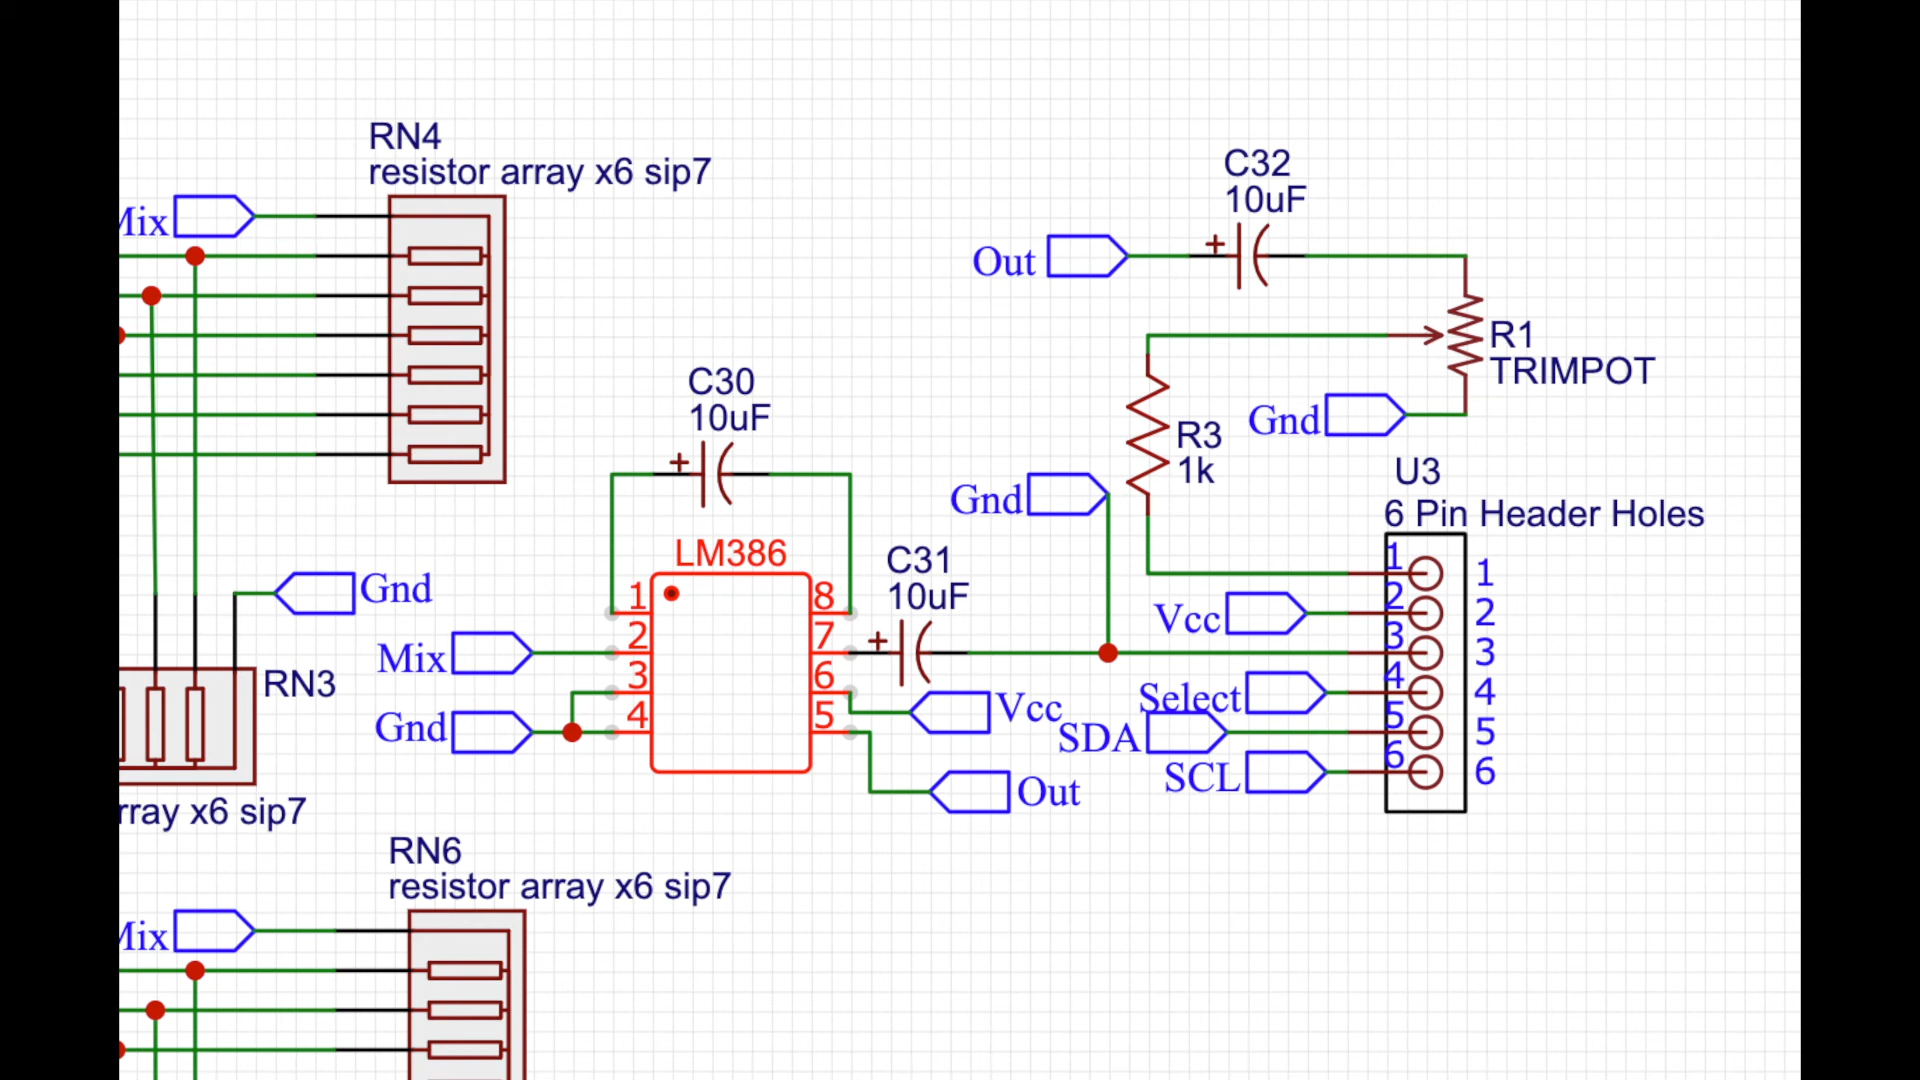 RN4
resistor array x6 sip7
Mix
C32
10uF
Out
R1
TRIMPOT
Gnd
C30
10uF
R3
1k
Gnd
U3
6 Pin Header Holes
LM386
C31
10uF
1
2
3
4
8
7
6
5
Mix
Gnd
Vcc
Out
Gnd
RN3
rray x6 sip7
Vcc
Select
SDA
SCL
1
2
3
4
5
6
1
2
3
4
5
6
RN6
resistor array x6 sip7
Mix